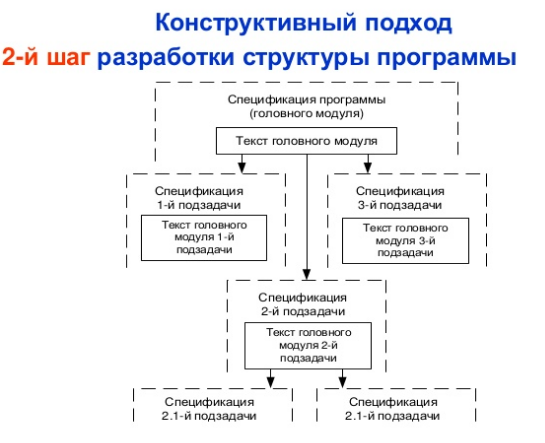 Конструктивный подход
2-й шаг разработки структуры программы
Спецификация программы
(головного модуля)
Текст головного модуля
Спецификация
1-й подзадачи
Текст головного
модуля 1-й
подзадачи
Спецификация
3-й подзадачи
Текст головного
модуля 3-й
подзадачи
Спецификация
2-й подзадачи
Текст головного
модуля 2-й
подзадачи
Спецификация
2.1-й подзадачи
Спецификация
2.1-й подзадачи